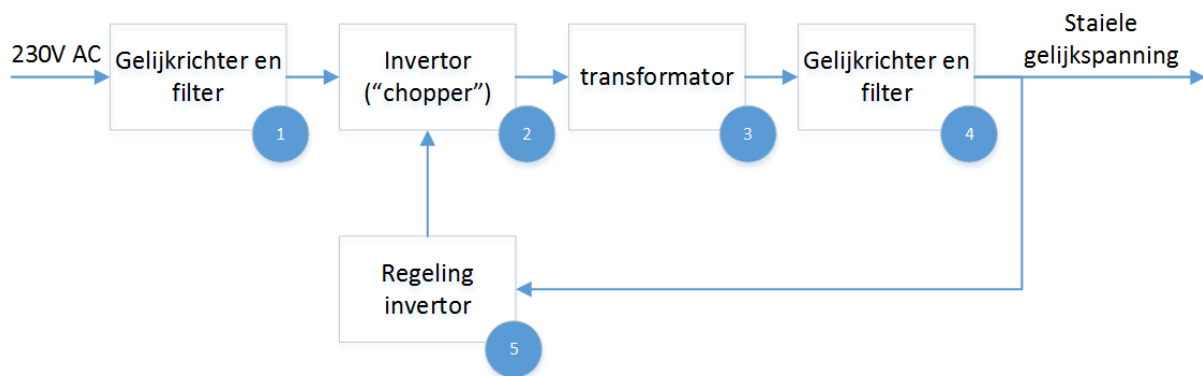 230V AC
Gelijkrichter en
filter
1
Invertor
(“chopper”)
2
transformator
3
Gelijkrichter en
filter
4
Staiele
gelijkspanning
Regeling
invertor
5